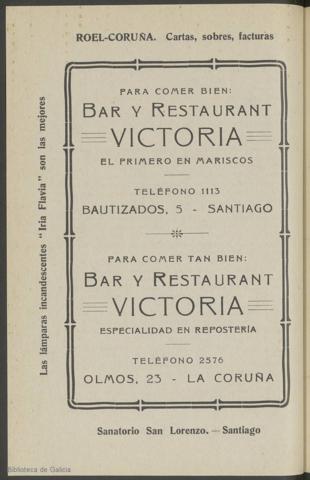 ROEL-CORUÑA. Cartas, sobres, facturas
Las lámparas incandescentes "Iria Flavia" son las mejores
PARA COMER BIEN:
BAR Y RESTAURANT
VICTORIA
EL PRIMERO EN MARISCOS
TELÉFONO 1113
BAUTIZADOS, 5 - SANTIAGO
PARA COMER TAN BIEN:
BAR Y RESTAURANT
VICTORIA
ESPECIALIDAD EN REPOSTERÍA
TELÉFONO 2576
OLMOS, 23 - LA CORUÑA
Sanatorio San Lorenzo. — Santiago
Biblioteca de Galicia